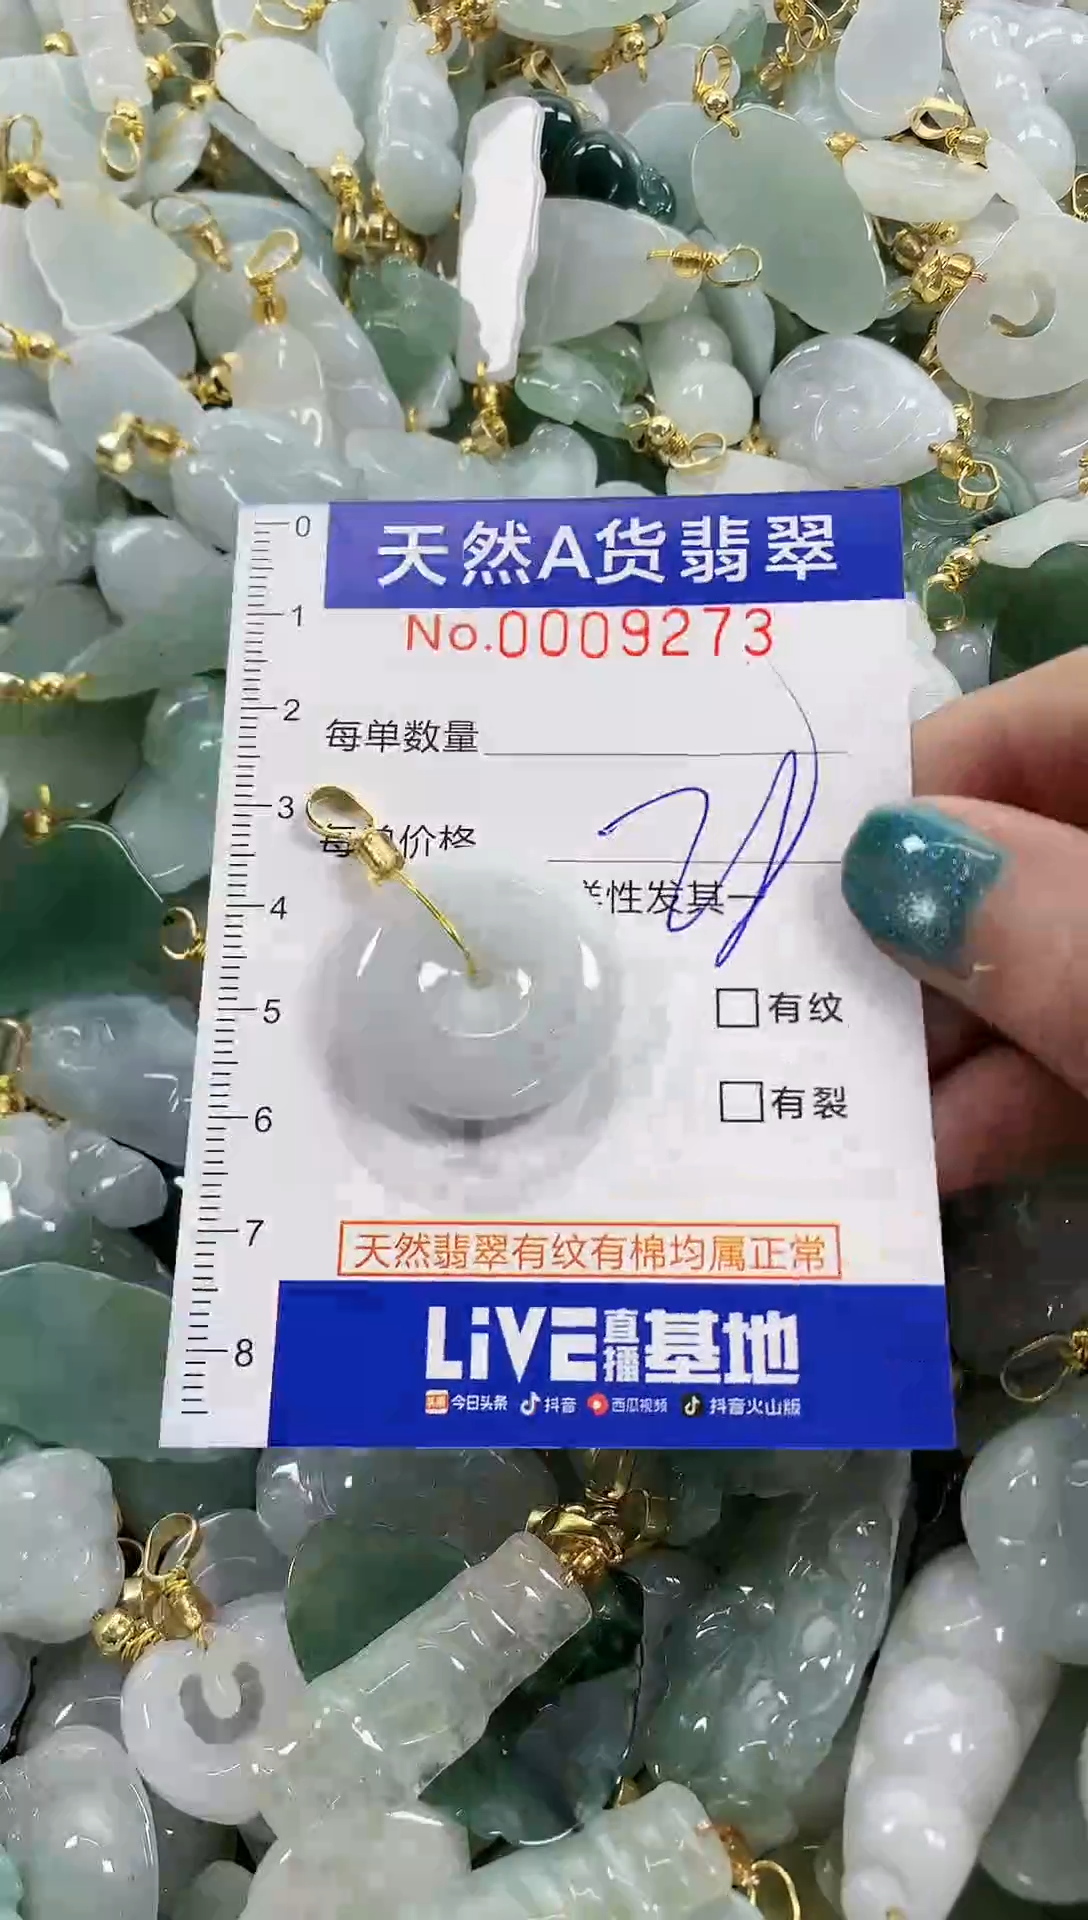 天然A货翡翠
No.0009273
每单数量
每单价格
性发其一
有纹
有裂
天然翡翠有纹有棉均属正常
LiVE直播基地
今日头条 抖音 西瓜视频 抖音火山版
0
1
2
3
4
5
6
7
8